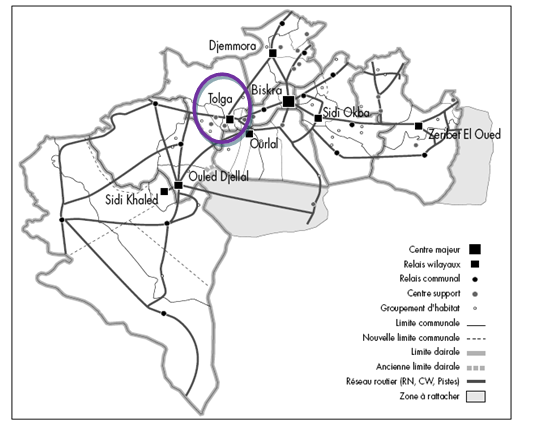 Djemmora
Tolga
Biskra
Sidi Okba
Zeribet El Oued
Ourlal
Ouled Djellal
Sidi Khaled
Centre majeur
Relais wilayaux
Relais communal
Centre support
Groupement d'habitat
Limite communale
Nouvelle limite communale
Limite dairale
Ancienne limite dairale
Réseau routier (RN, CW, Pistes)
Zone à rattacher